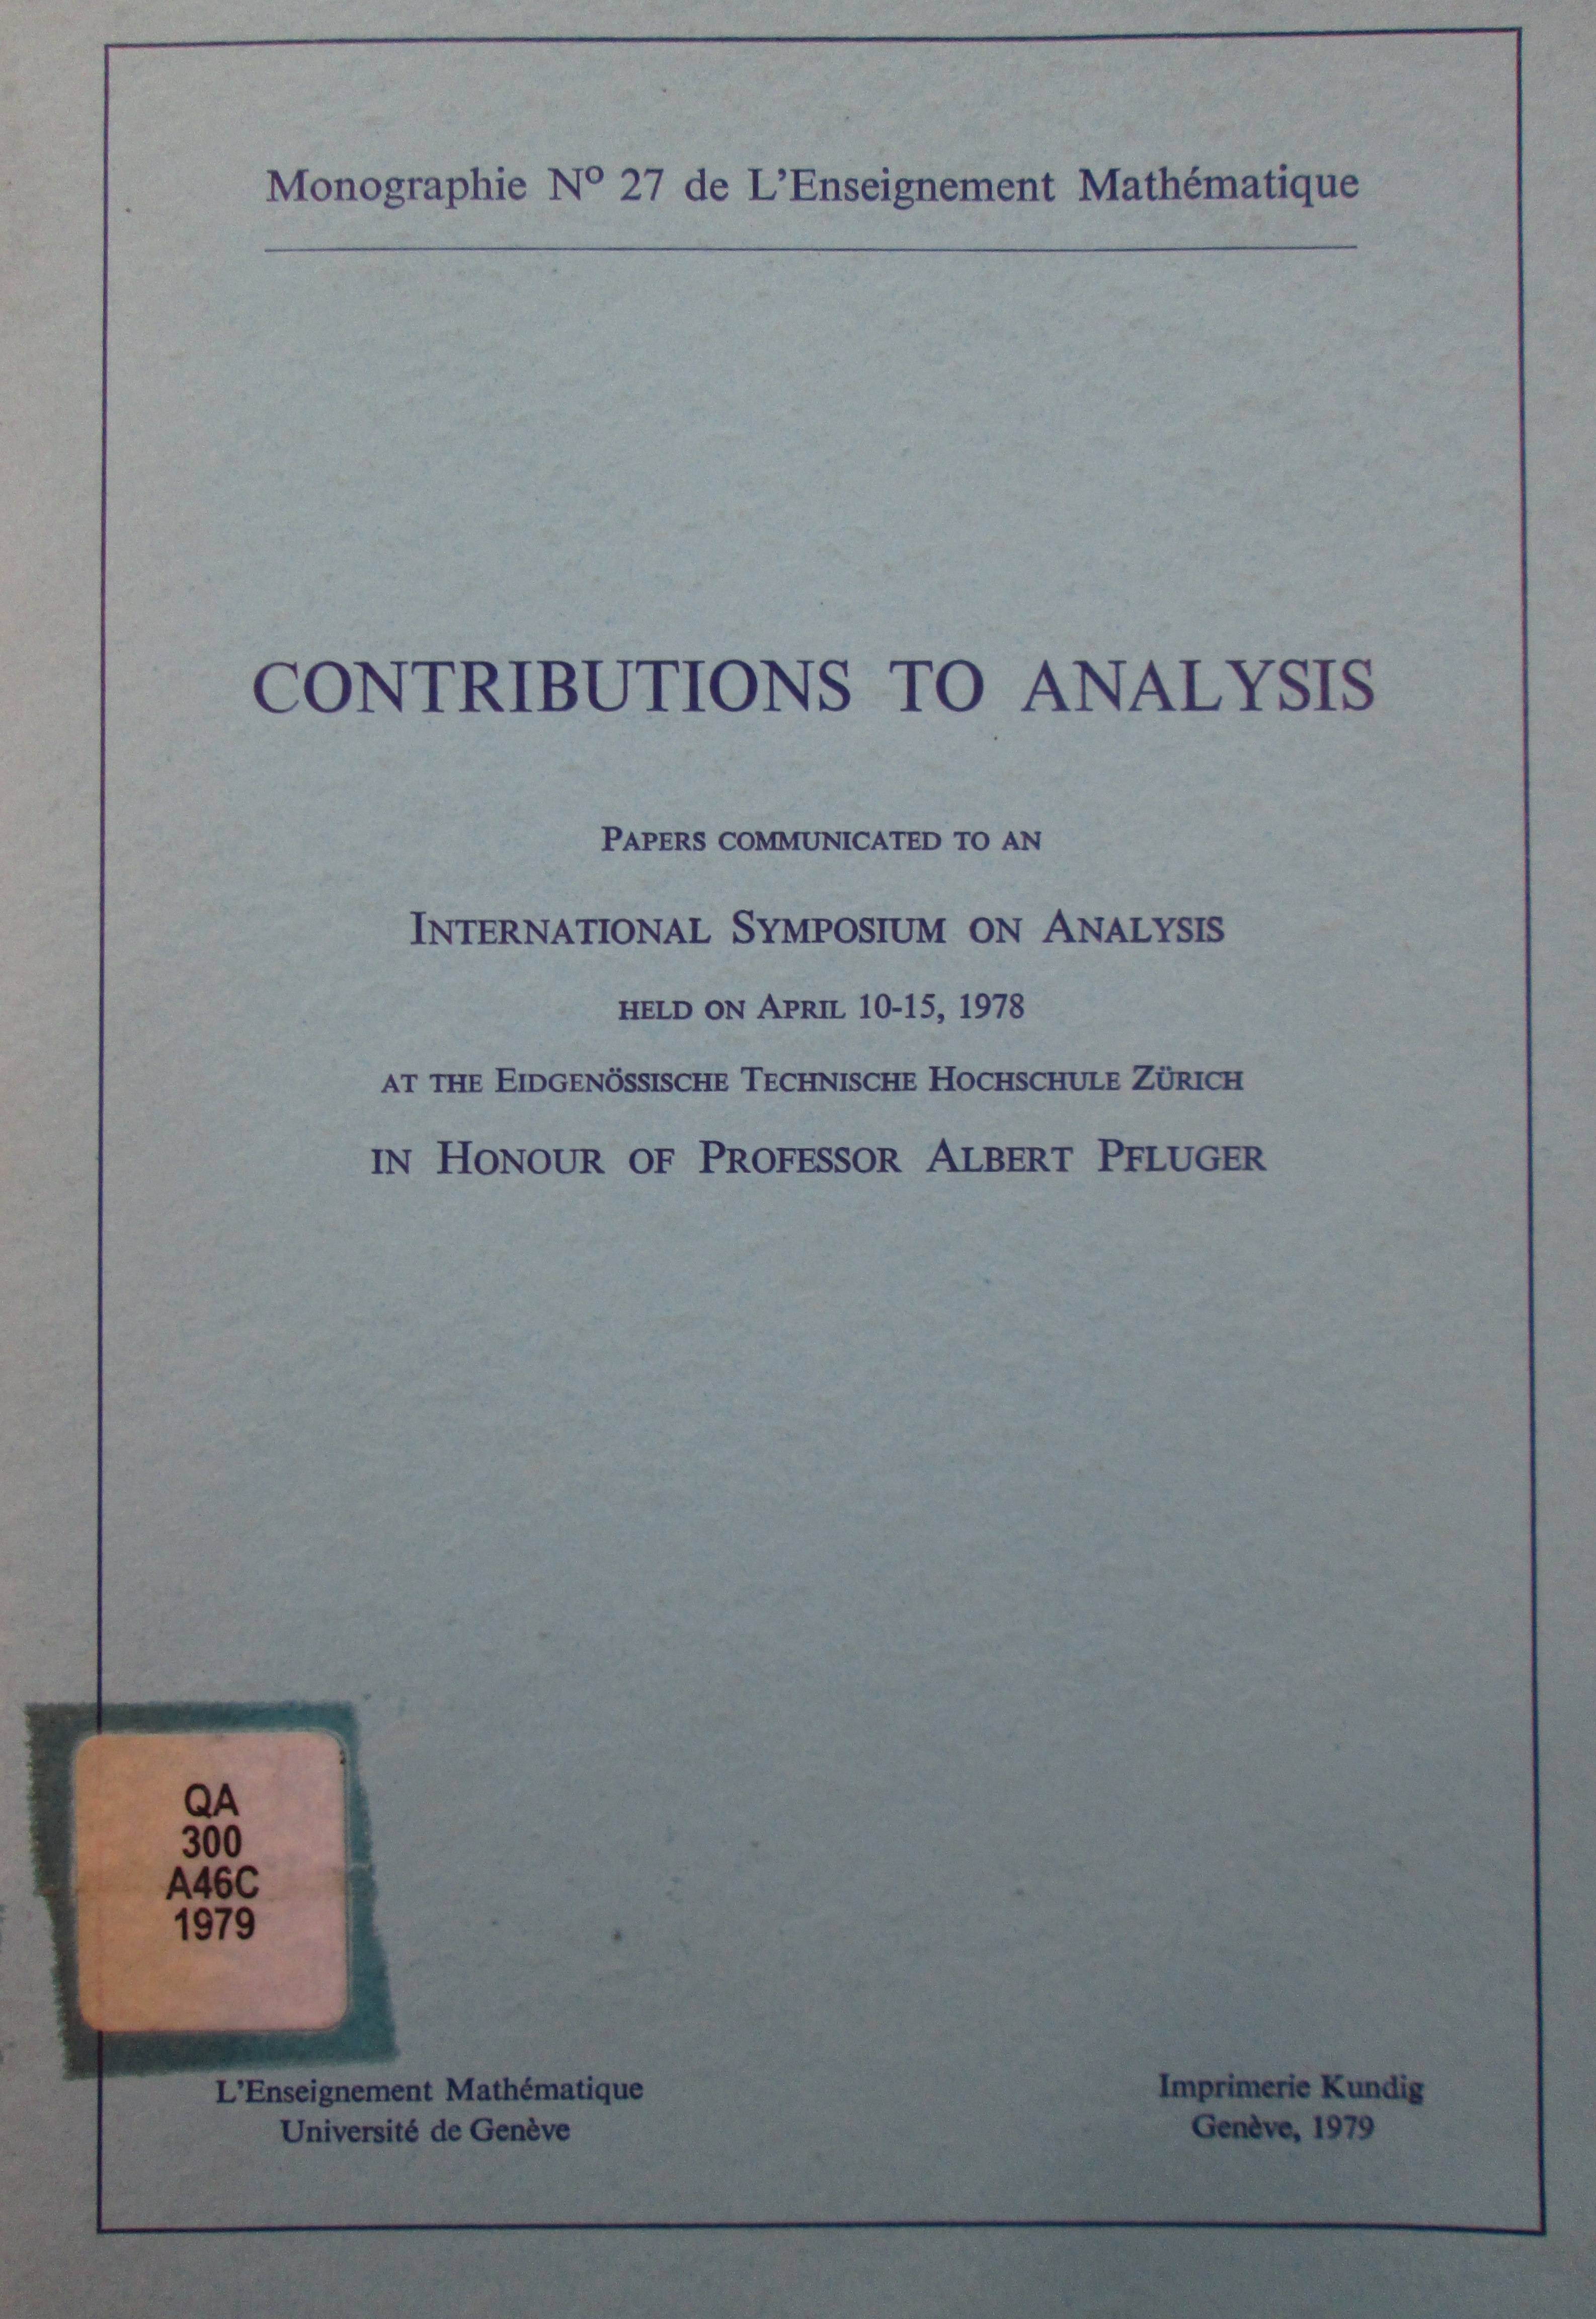 Monographie Nº 27 de L'Enseignement Mathématique
CONTRIBUTIONS TO ANALYSIS
PAPERS COMMUNICATED TO AN
INTERNATIONAL SYMPOSIUM ON ANALYSIS
HELD ON APRIL 10-15, 1978
AT THE EIDGENÖSSISCHE TECHNISCHE HOCHSCHULE ZÜRICH
IN HONOUR OF PROFESSOR ALBERT PFLUGER
QA
300
A46C
1979
L'Enseignement Mathématique
Université de Genève
Imprimerie Kundig
Genève, 1979